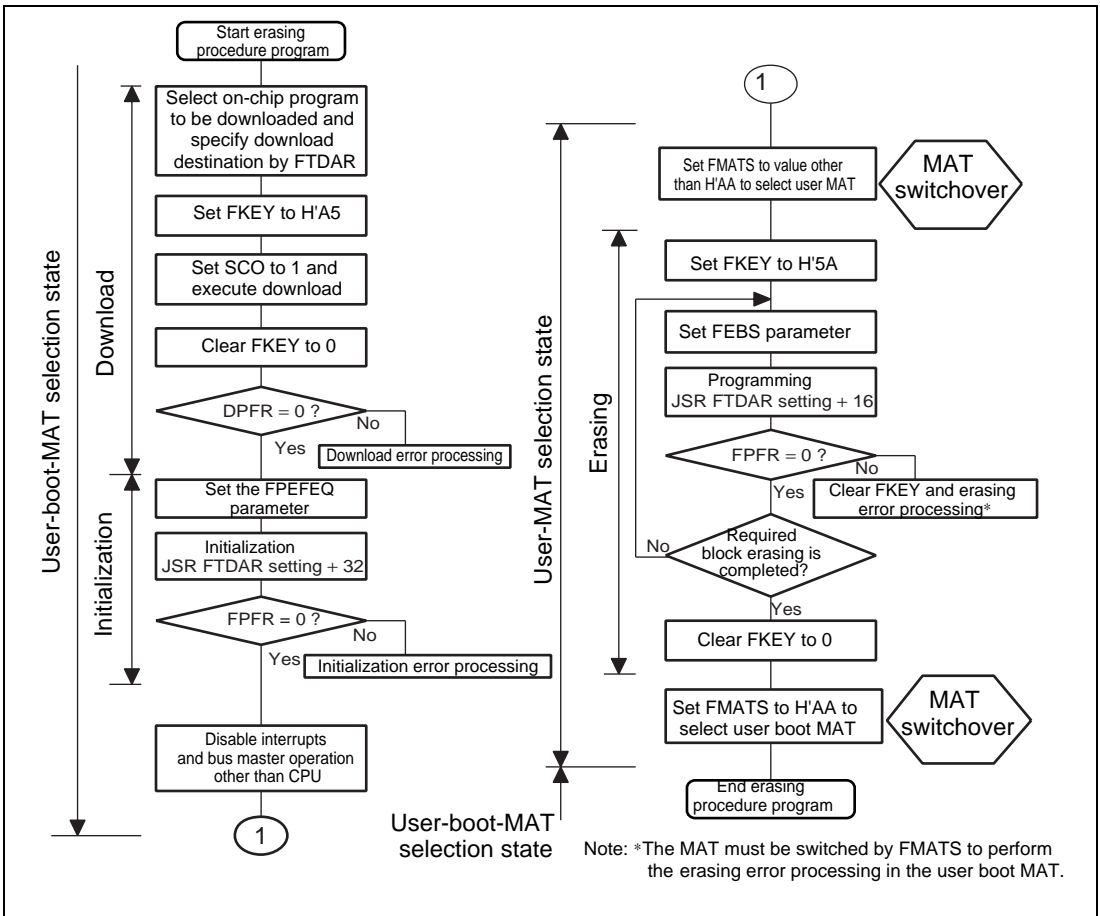 Start erasing
procedure program
User-boot-MAT selection state
Download
Select on-chip program
to be downloaded and
specify download
destination by FTDAR
Set FKEY to H'A5
Set SCO to 1 and
execute download
Clear FKEY to 0
DPFR = 0 ?
No
Yes
Download error processing
Initialization
Set the FPEFEQ
parameter
Initialization
JSR FTDAR setting + 32
FPFR = 0 ?
No
Yes
Initialization error processing
Disable interrupts
and bus master operation
other than CPU
1
1
User-MAT selection state
Set FMATS to value other
than H'AA to select user MAT
MAT
switchover
Erasing
Set FKEY to H'5A
Set FEBS parameter
Programming
JSR FTDAR setting + 16
FPFR = 0 ?
No
Yes
Clear FKEY and erasing
error processing*
No
Required
block erasing is
completed?
Yes
Clear FKEY to 0
Set FMATS to H'AA to
select user boot MAT
MAT
switchover
End erasing
procedure program
User-boot-MAT
selection state
Note: *The MAT must be switched by FMATS to perform
the erasing error processing in the user boot MAT.